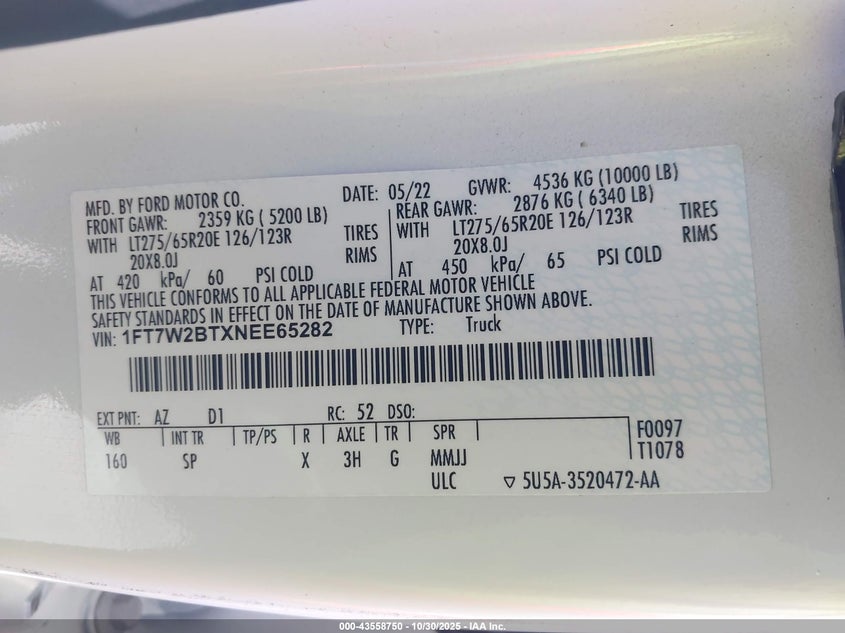 MFD. BY FORD MOTOR CO. DATE: 05/22 GVWR: 4536 KG (10000 LB)
FRONT GAWR: 2359 KG ( 5200 LB) REAR GAWR: 2876 KG ( 6340 LB)
WITH LT275/65R20E 126/123R TIRES WITH LT275/65R20E 126/123R TIRES
20X8.0J RIMS 20X8.0J RIMS
AT 420 kPa/ 60 PSI COLD AT 450 kPa/ 65 PSI COLD
THIS VEHICLE CONFORMS TO ALL APPLICABLE FEDERAL MOTOR VEHICLE
SAFETY STANDARDS IN EFFECT ON THE DATE OF MANUFACTURE SHOWN ABOVE.
VIN: 1FT7W2BTXNEE65282 TYPE: Truck
EXT PNT: AZ D1 RC: 52 DSO:
WB INT TR TP/PS R AXLE TR SPR F0097
160 SP X 3H G MMJJ T1078
ULC ▽ 5U5A-3520472-AA
000-43558750 - 10/30/2025 - IAA Inc.